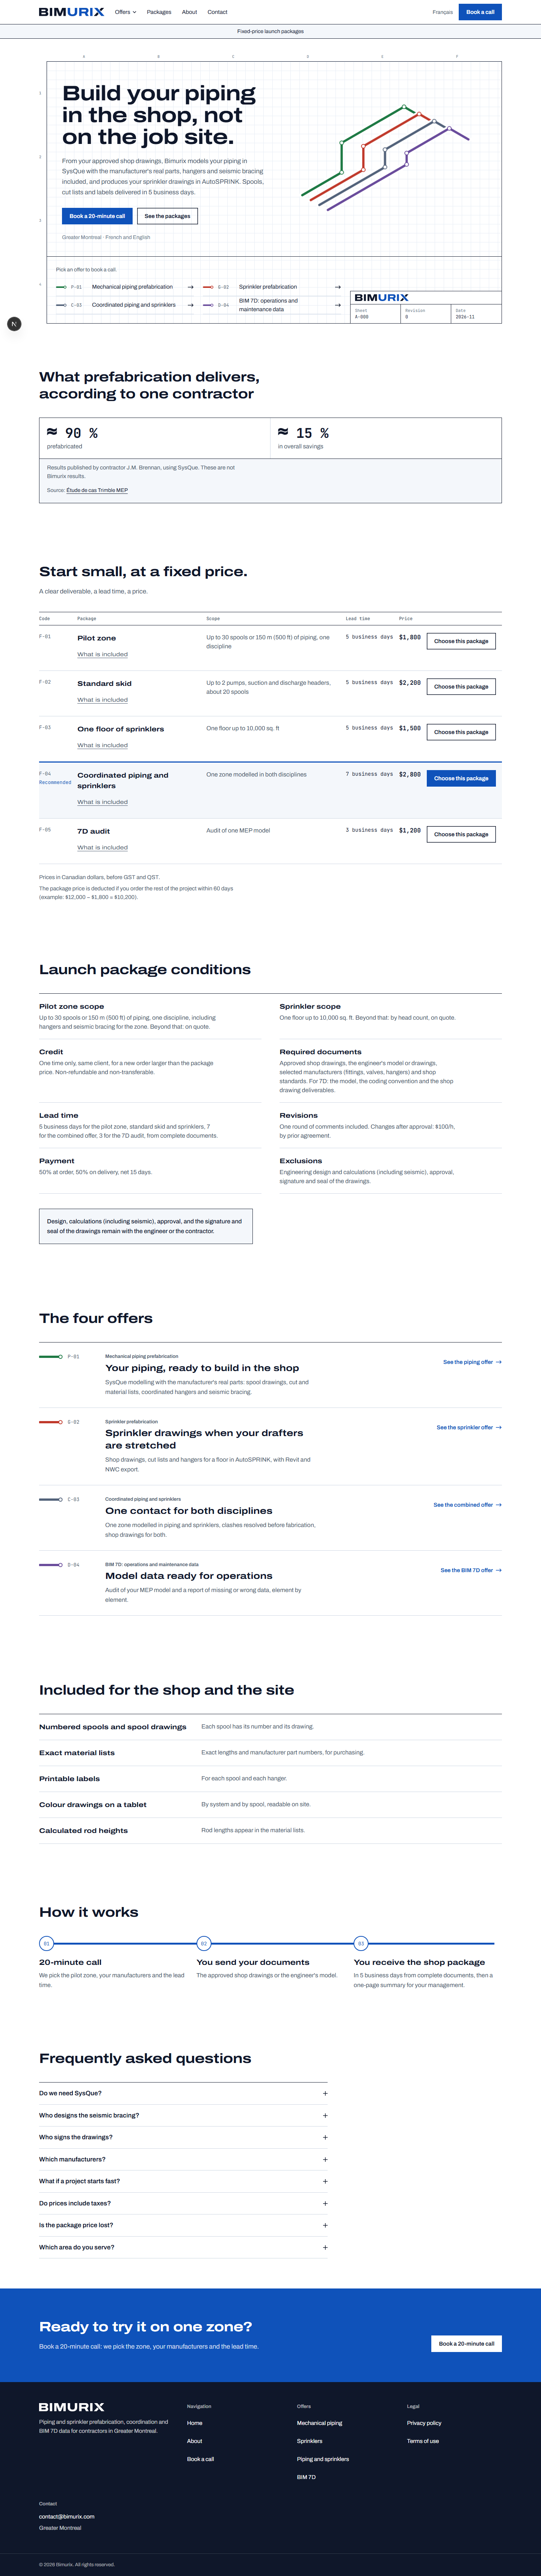 BIMURIX
Offers
Packages
About
Contact
Français
Book a call
Fixed-price launch packages
A
B
C
D
E
F
1
2
3
4
Build your piping
in the shop, not
on the job site.
From your approved shop drawings, Bimurix models your piping in
SysQue with the manufacturer's real parts, hangers and seismic bracing
included, and produces your sprinkler drawings in AutoSPRINK. Spools,
cut lists and labels delivered in 5 business days.
Book a 20-minute call
See the packages
Greater Montreal · French and English
Pick an offer to book a call:
P-01 Mechanical piping prefabrication
G-02 Sprinkler prefabrication
C-03 Coordinated piping and sprinklers
D-04 BIM 7D: operations and
maintenance data
BIMURIX
Sheet
A-000
Revision
0
Date
2026-11
N
What prefabrication delivers,
according to one contractor
≈ 90 %
prefabricated
≈ 15 %
in overall savings
Results published by contractor J.M. Brennan, using SysQue. These are not
Bimurix results.
Source: Étude de cas Trimble MEP
Start small, at a fixed price.
A clear deliverable, a lead time, a price.
Code Package Scope Lead time Price
F-01 Pilot zone
What is included
Up to 30 spools or 150 m (500 ft) of piping, one
discipline
5 business days $1,800 Choose this package
F-02 Standard skid
What is included
Up to 2 pumps, suction and discharge headers,
about 20 spools
5 business days $2,200 Choose this package
F-03 One floor of sprinklers
What is included
One floor up to 10,000 sq. ft
5 business days $1,500 Choose this package
F-04
Recommended
Coordinated piping and
sprinklers
What is included
One zone modelled in both disciplines
7 business days $2,800 Choose this package
F-05 7D audit
What is included
Audit of one MEP model
3 business days $1,200 Choose this package
Prices in Canadian dollars, before GST and QST.
The package price is deducted if you order the rest of the project within 60 days
(example: $12,000 − $1,800 = $10,200).
Launch package conditions
Pilot zone scope
Up to 30 spools or 150 m (500 ft) of piping, one discipline, including
hangers and seismic bracing for the zone. Beyond that: on quote.
Sprinkler scope
One floor up to 10,000 sq. ft. Beyond that: by head count, on quote.
Credit
One time only, same client, for a new order larger than the package
price. Non-refundable and non-transferable.
Required documents
Approved shop drawings, the engineer's model or drawings,
selected manufacturers (fittings, valves, hangers) and shop
standards. For 7D: the model, the coding convention and the shop
drawing deliverables.
Lead time
5 business days for the pilot zone, standard skid and sprinklers, 7
for the combined offer, 3 for the 7D audit, from complete documents.
Revisions
One round of comments included. Changes after approval: $100/h,
by prior agreement.
Payment
50% at order, 50% on delivery, net 15 days.
Exclusions
Engineering design and calculations (including seismic), approval,
signature and seal of the drawings.
Design, calculations (including seismic), approval, and the signature and
seal of the drawings remain with the engineer or the contractor.
The four offers
P-01
Mechanical piping prefabrication
Your piping, ready to build in the shop
SysQue modelling with the manufacturer's real parts: spool drawings, cut and
material lists, coordinated hangers and seismic bracing.
See the piping offer
G-02
Sprinkler prefabrication
Sprinkler drawings when your drafters
are stretched
Shop drawings, cut lists and hangers for a floor in AutoSPRINK, with Revit and
NWC export.
See the sprinkler offer
C-03
Coordinated piping and sprinklers
One contact for both disciplines
One zone modelled in piping and sprinklers, clashes resolved before fabrication,
shop drawings for both.
See the combined offer
D-04
BIM 7D: operations and maintenance data
Model data ready for operations
Audit of your MEP model and a report of missing or wrong data, element by
element.
See the BIM 7D offer
Included for the shop and the site
Numbered spools and spool drawings
Each spool has its number and its drawing.
Exact material lists
Exact lengths and manufacturer part numbers, for purchasing.
Printable labels
For each spool and each hanger.
Colour drawings on a tablet
By system and by spool, readable on site.
Calculated rod heights
Rod lengths appear in the material lists.
How it works
01
02
03
20-minute call
We pick the pilot zone, your manufacturers and the lead
time.
You send your documents
The approved shop drawings or the engineer's model.
You receive the shop package
In 5 business days from complete documents, then a
one-page summary for your management.
Frequently asked questions
Do we need SysQue?
Who designs the seismic bracing?
Who signs the drawings?
Which manufacturers?
What if a project starts fast?
Do prices include taxes?
Is the package price lost?
Which area do you serve?
Ready to try it on one zone?
Book a 20-minute call: we pick the zone, your manufacturers and the lead time.
Book a 20-minute call
BIMURIX
Piping and sprinkler prefabrication, coordination and
BIM 7D data for contractors in Greater Montreal.
Navigation
Home
About
Book a call
Offers
Mechanical piping
Sprinklers
Piping and sprinklers
BIM 7D
Legal
Privacy policy
Terms of use
Contact
contact@bimurix.com
Greater Montreal
© 2026 Bimurix. All rights reserved.